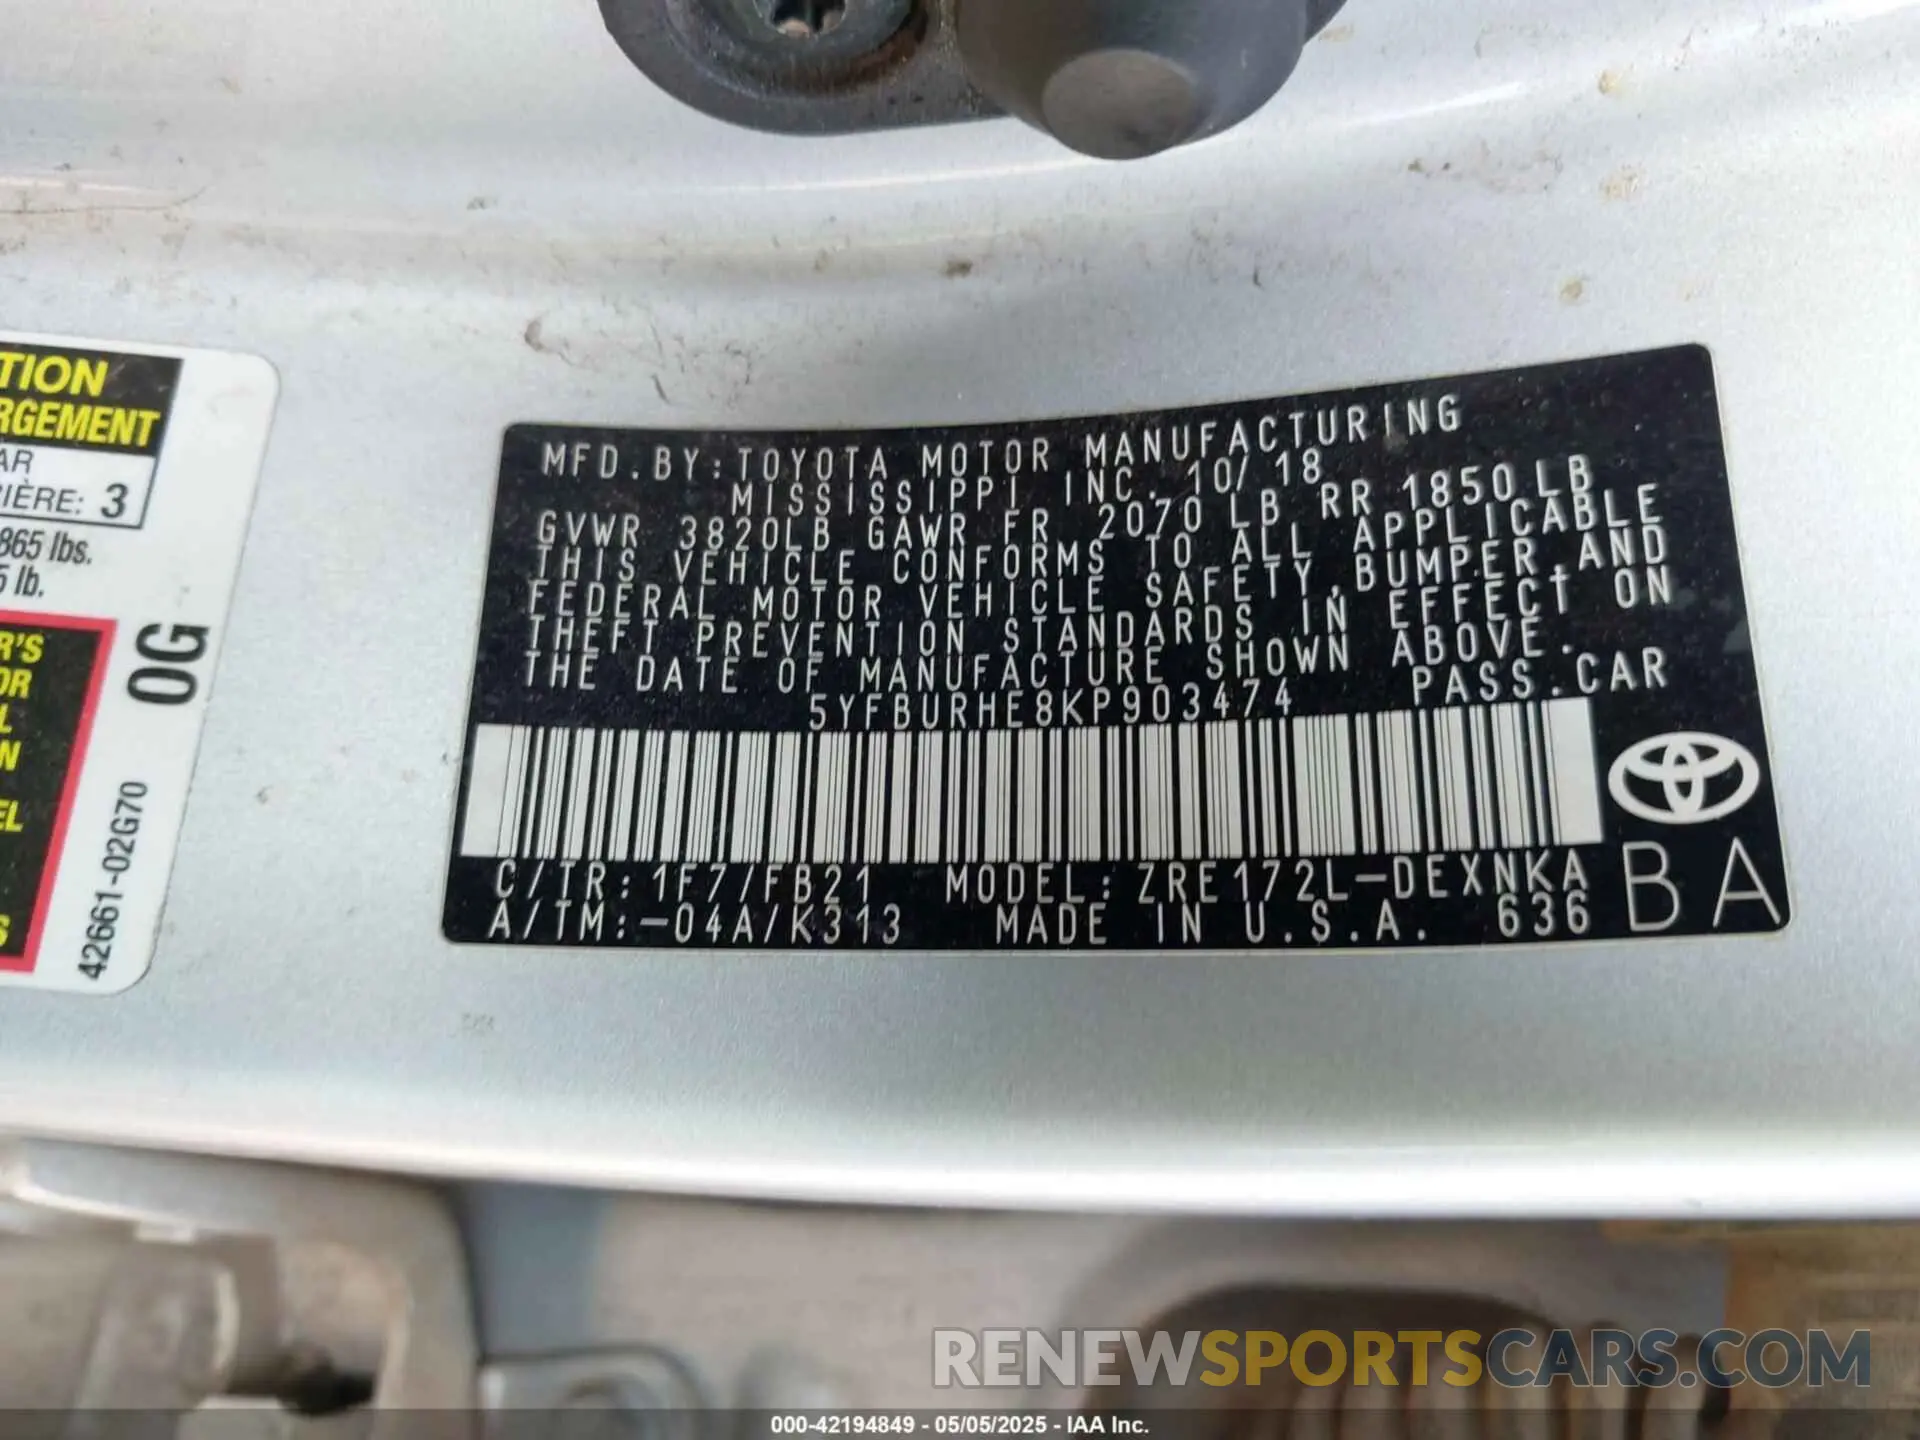 TION
RGEMENT
AR
IÈRE: 3
865 lbs.
5 lb.
R'S
OR
L
N
EL
S
0G
42661-02G70
MFD.BY:TOYOTA MOTOR MANUFACTURING
MISSISSIPPI INC. 10/18
GVWR 3820LB GAWR FR 2070 LB RR 1850LB
THIS VEHICLE CONFORMS TO ALL APPLICABLE
FEDERAL MOTOR VEHICLE SAFETY,BUMPER,AND
THEFT PREVENTION STANDARDS IN EFFECT ON
THE DATE OF MANUFACTURE SHOWN ABOVE.
5YFBURHE8KP903474 PASS.CAR
C/TR:1F7/FB21 MODEL:ZRE172L-DEXNKA
A/TM:-04A/K313 MADE IN U.S.A. 636
BA
RENEWSPORTSCARS.COM
000-42194849 - 05/05/2025 - IAA Inc.